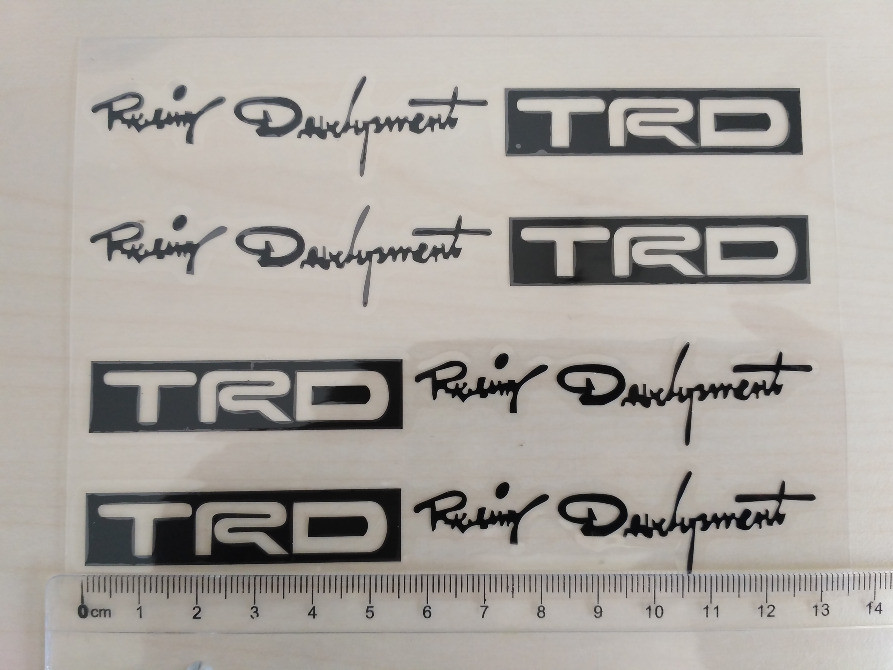 Racing Development TRD
Racing Development TRD
TRD Racing Development
TRD Racing Development
0cm 1 2 3 4 5 6 7 8 9 10 11 12 13 14